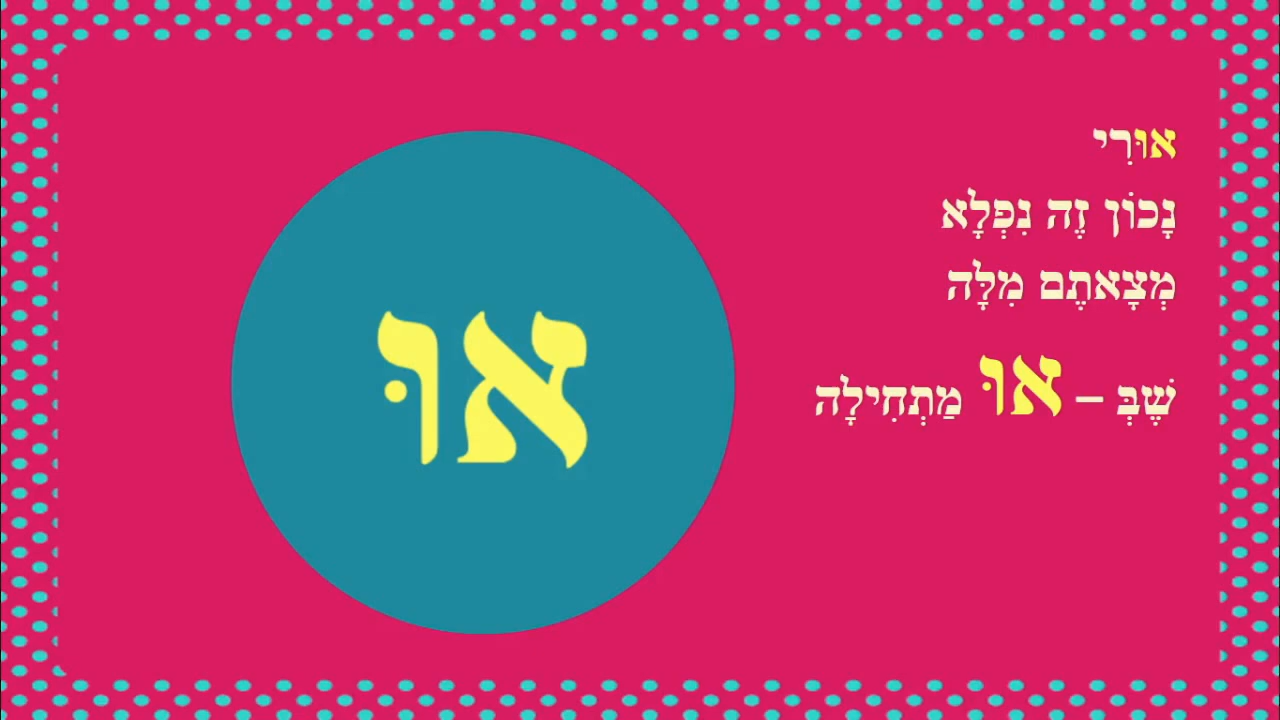 אוּרִי
נָכוֹן זֶה נִפְלָא
מְצָאתֶם מִלָּה
שֶׁבְּ – אוּ מַתְחִילָה
אוּ